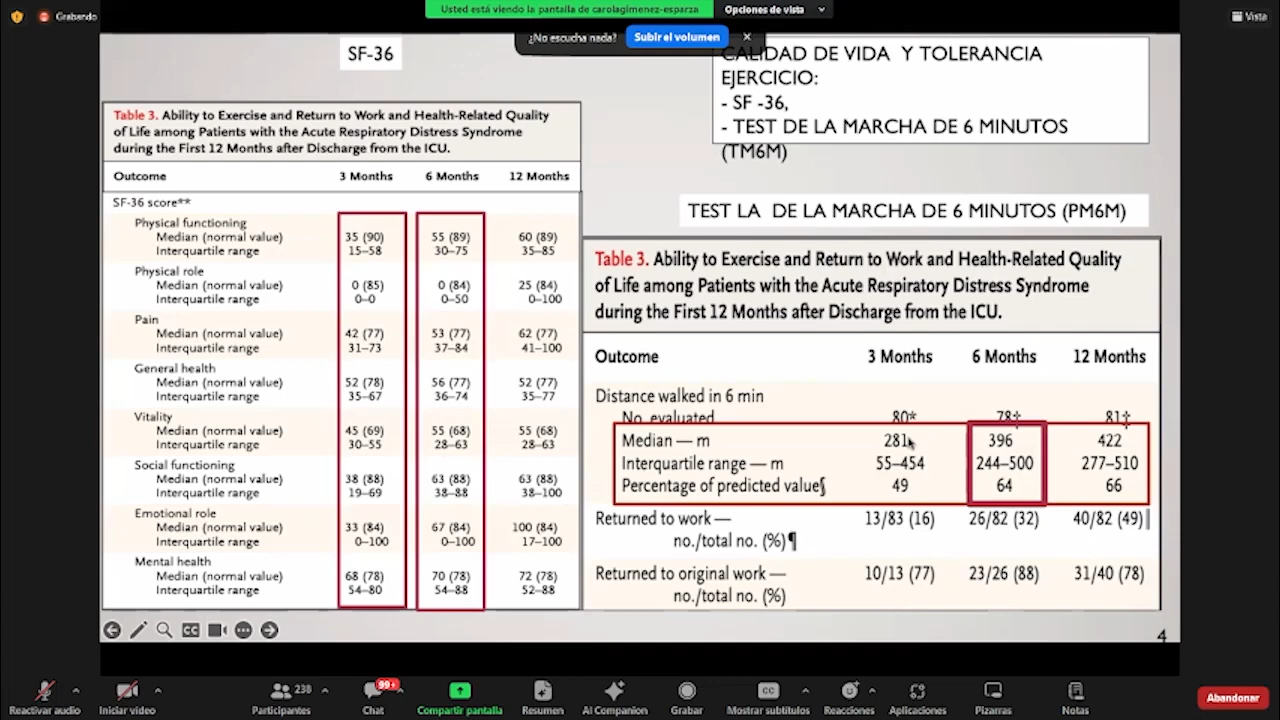 Grabando
Usted está viendo la pantalla de carolagimenez-esparza
Opciones de vista
Vista
¿No escucha nada?
Subir el volumen
SF-36
CALIDAD DE VIDA Y TOLERANCIA
EJERCICIO:
- SF -36,
- TEST DE LA MARCHA DE 6 MINUTOS
(TM6M)
Table 3. Ability to Exercise and Return to Work and Health-Related Quality
of Life among Patients with the Acute Respiratory Distress Syndrome
during the First 12 Months after Discharge from the ICU.
Outcome 3 Months 6 Months 12 Months
SF-36 score**
Physical functioning
Median (normal value) 35 (90) 55 (89) 60 (89)
Interquartile range 15–58 30–75 35–85
Physical role
Median (normal value) 0 (85) 0 (84) 25 (84)
Interquartile range 0–0 0–50 0–100
Pain
Median (normal value) 42 (77) 53 (77) 62 (77)
Interquartile range 31–73 37–84 41–100
General health
Median (normal value) 52 (78) 56 (77) 52 (77)
Interquartile range 35–67 36–74 35–77
Vitality
Median (normal value) 45 (69) 55 (68) 55 (68)
Interquartile range 30–55 28–63 28–63
Social functioning
Median (normal value) 38 (88) 63 (88) 63 (88)
Interquartile range 19–69 38–88 38–100
Emotional role
Median (normal value) 33 (84) 67 (84) 100 (84)
Interquartile range 0–100 0–100 17–100
Mental health
Median (normal value) 68 (78) 70 (78) 72 (78)
Interquartile range 54–80 54–88 52–88
TEST LA DE LA MARCHA DE 6 MINUTOS (PM6M)
Table 3. Ability to Exercise and Return to Work and Health-Related Quality
of Life among Patients with the Acute Respiratory Distress Syndrome
during the First 12 Months after Discharge from the ICU.
Outcome 3 Months 6 Months 12 Months
Distance walked in 6 min
No. evaluated 80* 78† 81‡
Median — m 281 396 422
Interquartile range — m 55–454 244–500 277–510
Percentage of predicted value§ 49 64 66
Returned to work — 13/83 (16) 26/82 (32) 40/82 (49)
no./total no. (%)¶
Returned to original work — 10/13 (77) 23/26 (88) 31/40 (78)
no./total no. (%)
CC
4
99+
238
CC
Reactivar audio
Iniciar video
Participantes
Chat
Compartir pantalla
Resumen
AI Companion
Grabar
Mostrar subtítulos
Reacciones
Aplicaciones
Pizarras
Notas
Abandonar